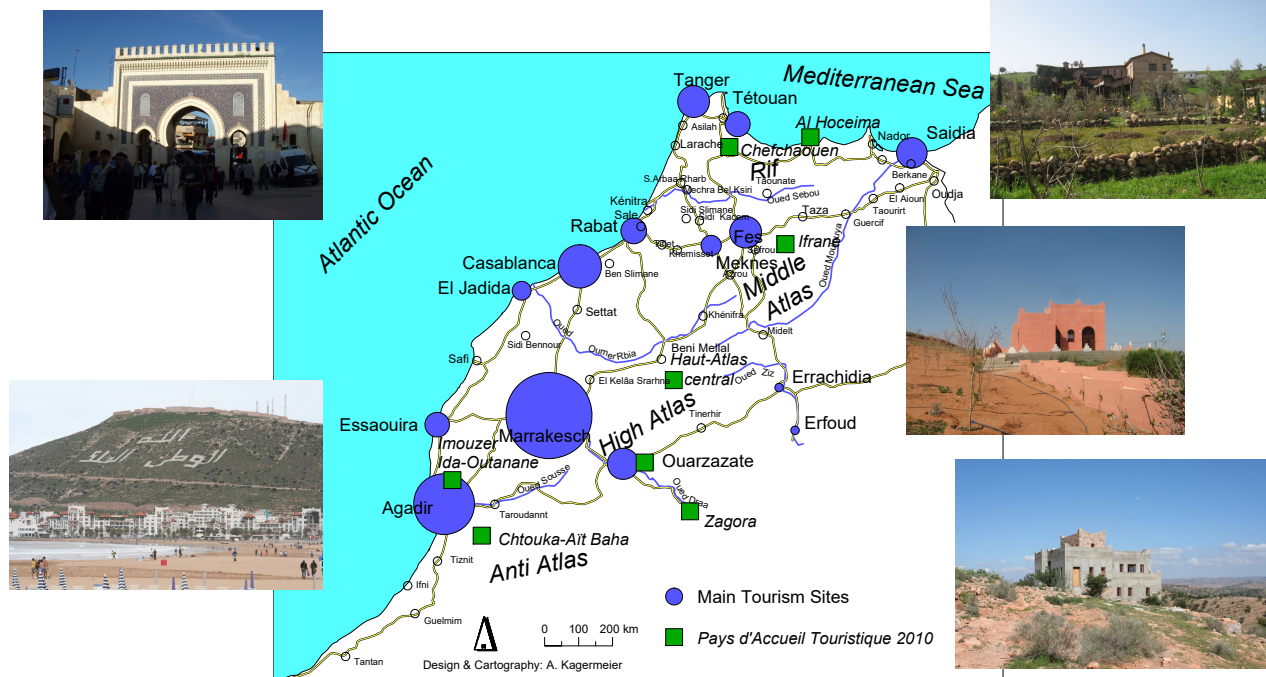 Mediterranean Sea
Atlantic Ocean
Tanger
Tétouan
Asilah
Larache
Al Hoceima
Nador
Saidia
Chefchaouen
Rif
Berkane
Oudja
El Aioun
Taourirt
Guercif
Taounate
Oued Sebou
S.Arbaa Rharb
Mechra Bel Ksiri
Kénitra
Sale
Sidi Slimane
Sidi Kacem
Taza
Rabat
Fes
Ifrane
Sefrou
Khemisset
Meknes
Azrou
Oued Moulouya
Casablanca
Ben Slimane
El Jadida
Middle
Atlas
Settat
Khénifra
Oued
OumerRbia
Sidi Bennour
Midelt
Safi
Beni Mellal
Haut-Atlas
central
El Kelâa Srarhna
Oued Ziz
Errachidia
Essaouira
Marrakesch
High Atlas
Tinerhir
Erfoud
Imouzer
Ida-Outanane
Ouarzazate
Oued Sousse
Oued Draa
Agadir
Taroudannt
Zagora
Chtouka-Aït Baha
Anti Atlas
Tiznit
Ifni
Guelmim
Tantan
Main Tourism Sites
Pays d'Accueil Touristique 2010
0 100 200 km
Design & Cartography: A. Kagermeier
الله
الوطن الملك